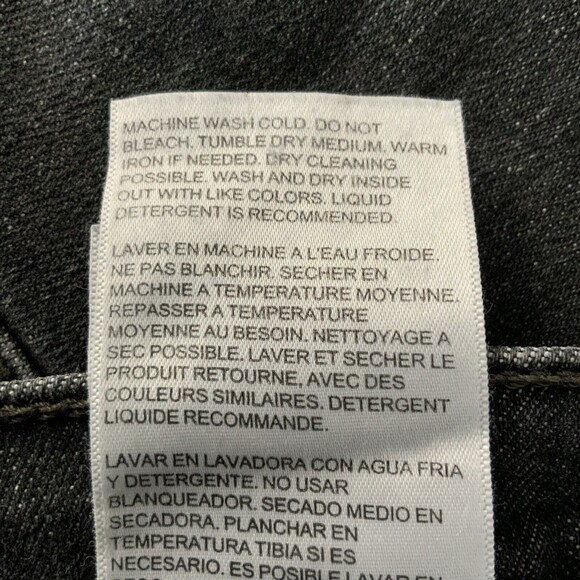 MACHINE WASH COLD. DO NOT
BLEACH. TUMBLE DRY MEDIUM. WARM
IRON IF NEEDED. DRY CLEANING
POSSIBLE. WASH AND DRY INSIDE
OUT WITH LIKE COLORS. LIQUID
DETERGENT IS RECOMMENDED.
LAVER EN MACHINE A L'EAU FROIDE.
NE PAS BLANCHIR. SECHER EN
MACHINE A TEMPERATURE MOYENNE.
REPASSER A TEMPERATURE
MOYENNE AU BESOIN. NETTOYAGE A
SEC POSSIBLE. LAVER ET SECHER LE
PRODUIT RETOURNE, AVEC DES
COULEURS SIMILAIRES. DETERGENT
LIQUIDE RECOMMANDE.
LAVAR EN LAVADORA CON AGUA FRIA
Y DETERGENTE. NO USAR
BLANQUEADOR. SECADO MEDIO EN
SECADORA. PLANCHAR EN
TEMPERATURA TIBIA SI ES
NECESARIO. ES POSIBLE LAVAR EN